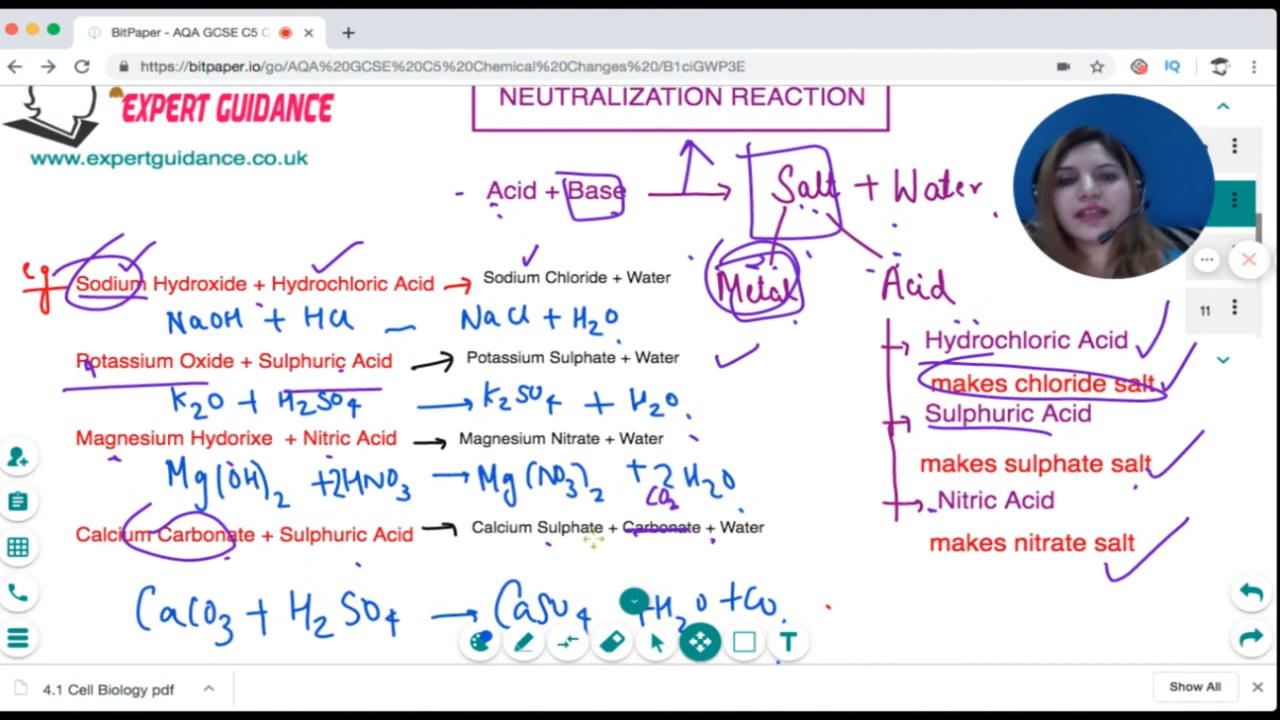 BitPaper - AQA GCSE C5 C
https://bitpaper.io/go/AQA%20GCSE%20C5%20Chemical%20Changes%20/B1ciGWP3E
IQ
EXPERT GUIDANCE
www.expertguidance.co.uk
NEUTRALIZATION REACTION
- Acid + Base → Salt + Water
Metal Acid
eg
Sodium Hydroxide + Hydrochloric Acid → Sodium Chloride + Water
NaOH + HCl — NaCl + H2O
Potassium Oxide + Sulphuric Acid → Potassium Sulphate + Water
K2O + H2SO4 → K2SO4 + H2O
Magnesium Hydorixe + Nitric Acid → Magnesium Nitrate + Water
Mg(OH)2 + 2HNO3 → Mg(NO3)2 + 2H2O
CO2
Calcium Carbonate + Sulphuric Acid → Calcium Sulphate + Carbonate + Water
CaCO3 + H2SO4 → CaSO4 + H2O + CO
Hydrochloric Acid
makes chloride salt
Sulphuric Acid
makes sulphate salt
Nitric Acid
makes nitrate salt
11
T
4.1 Cell Biology pdf
Show All